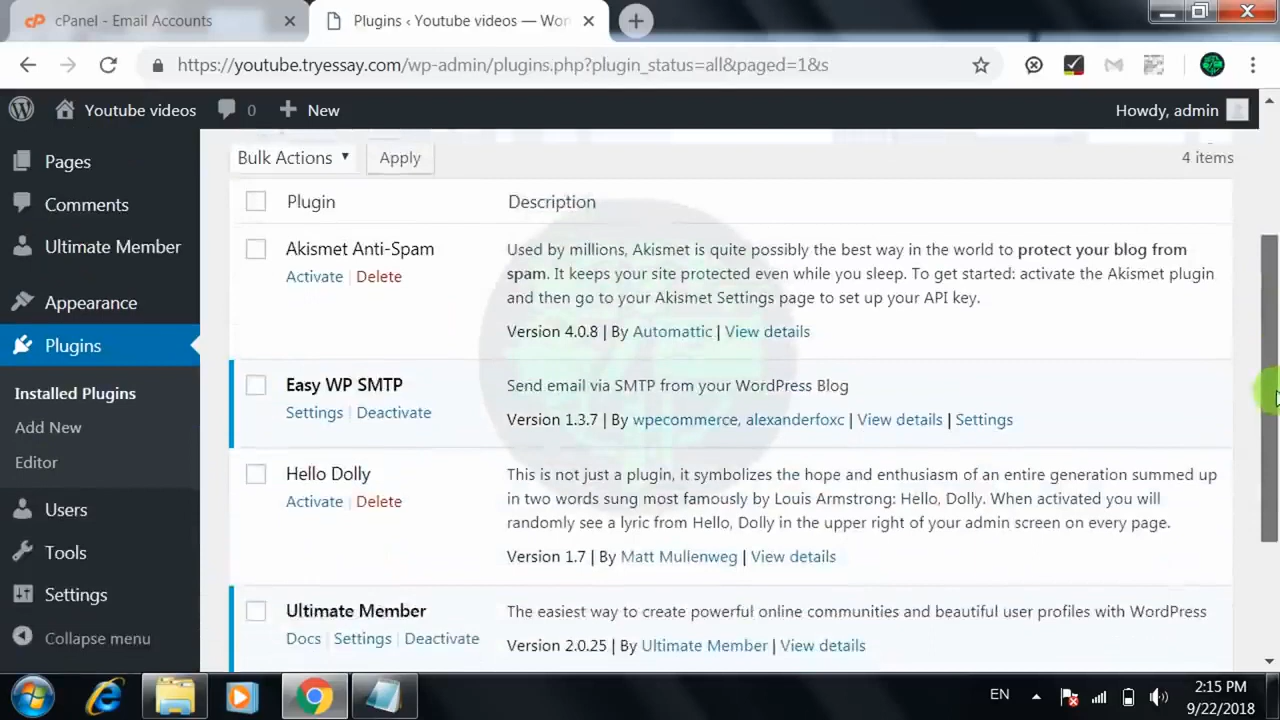 cPanel - Email Accounts
Plugins ‹ Youtube videos — Wor
https://youtube.tryessay.com/wp-admin/plugins.php?plugin_status=all&paged=1&s
Youtube videos 0 New Howdy, admin
Pages
Comments
Ultimate Member
Appearance
Plugins
Installed Plugins
Add New
Editor
Users
Tools
Settings
Collapse menu
Bulk Actions Apply 4 items
Plugin Description
Akismet Anti-Spam
Activate | Delete
Used by millions, Akismet is quite possibly the best way in the world to protect your blog from
spam. It keeps your site protected even while you sleep. To get started: activate the Akismet plugin
and then go to your Akismet Settings page to set up your API key.
Version 4.0.8 | By Automattic | View details
Easy WP SMTP
Settings | Deactivate
Send email via SMTP from your WordPress Blog
Version 1.3.7 | By wpecommerce, alexanderfoxc | View details | Settings
Hello Dolly
Activate | Delete
This is not just a plugin, it symbolizes the hope and enthusiasm of an entire generation summed up
in two words sung most famously by Louis Armstrong: Hello, Dolly. When activated you will
randomly see a lyric from Hello, Dolly in the upper right of your admin screen on every page.
Version 1.7 | By Matt Mullenweg | View details
Ultimate Member
Docs | Settings | Deactivate
The easiest way to create powerful online communities and beautiful user profiles with WordPress
Version 2.0.25 | By Ultimate Member | View details
EN
2:15 PM
9/22/2018